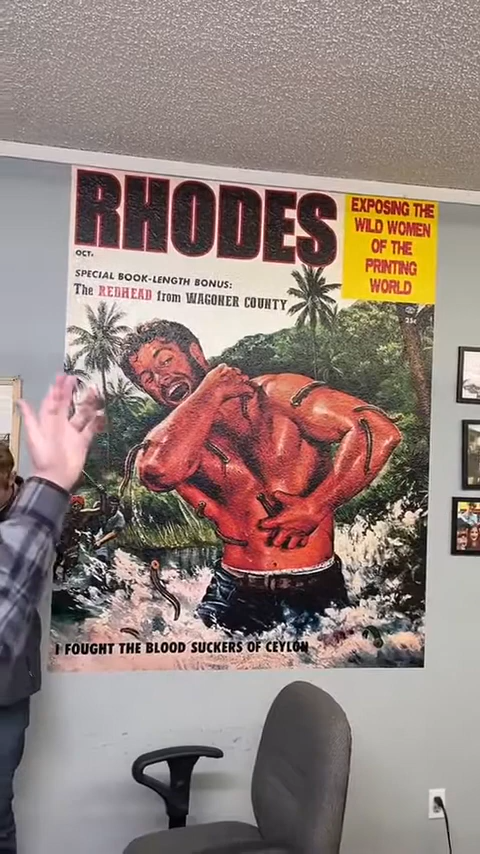 RHODES
OCT.
SPECIAL BOOK-LENGTH BONUS:
The REDHEAD from WAGONER COUNTY
EXPOSING THE
WILD WOMEN
OF THE
PRINTING
WORLD
25¢
I FOUGHT THE BLOOD SUCKERS OF CEYLON